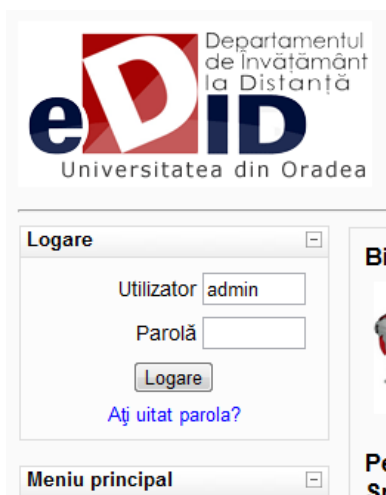 Departamentul
de Învăţământ
la Distanţă
eDID
Universitatea din Oradea
Logare
Utilizator admin
Parolă
Logare
Aţi uitat parola?
Meniu principal